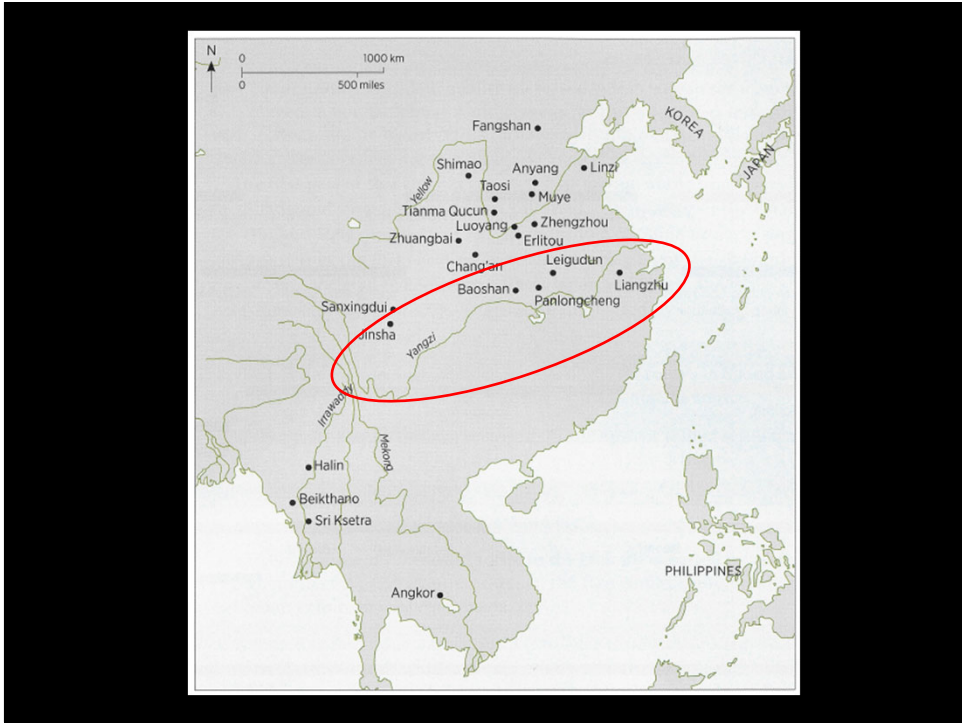 N
0 1000 km
0 500 miles
KOREA
JAPAN
Fangshan
Shimao
Anyang
Linzi
Taosi
Yellow
Muye
Tianma Qucun
Luoyang
Zhengzhou
Zhuangbai
Erlitou
Chang'an
Leigudun
Liangzhu
Baoshan
Panlongcheng
Sanxingdui
Jinsha
Yangzi
Irrawaddy
Mekong
Halin
Beikthano
Sri Ksetra
PHILIPPINES
Angkor